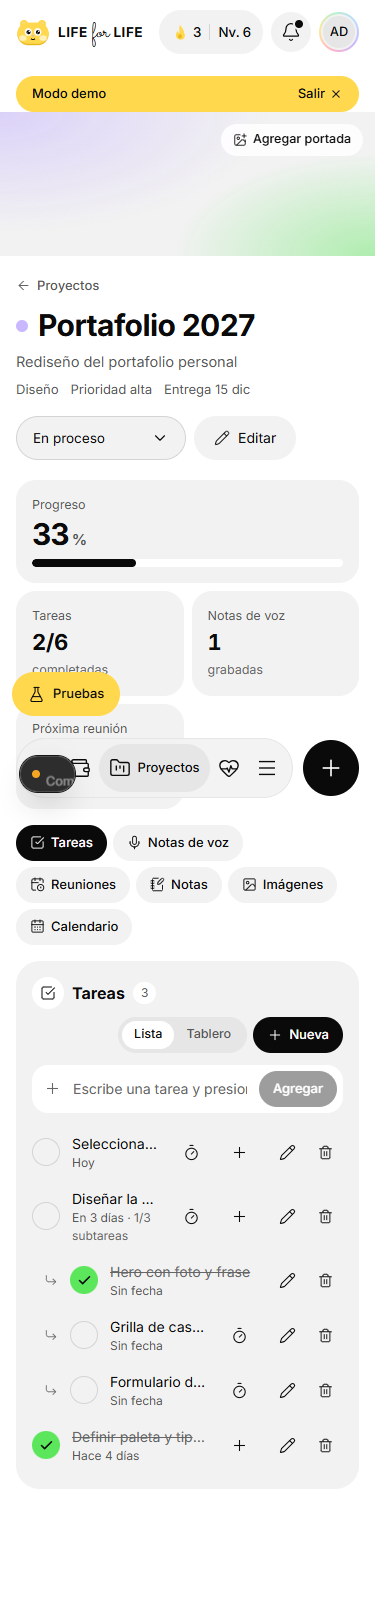 LIFE for LIFE
3
Nv. 6
AD
Modo demo
Salir
Agregar portada
Proyectos
Portafolio 2027
Rediseño del portafolio personal
Diseño Prioridad alta Entrega 15 dic
En proceso
Editar
Progreso
33 %
Tareas
2/6
completadas
Notas de voz
1
grabadas
Pruebas
Próxima reunión
Com
Proyectos
Tareas
Notas de voz
Reuniones
Notas
Imágenes
Calendario
Tareas 3
Lista
Tablero
Nueva
Escribe una tarea y presior
Agregar
Selecciona...
Hoy
Diseñar la ...
En 3 días · 1/3
subtareas
Hero con foto y frase
Sin fecha
Grilla de cas...
Sin fecha
Formulario d...
Sin fecha
Definir paleta y tip...
Hace 4 días